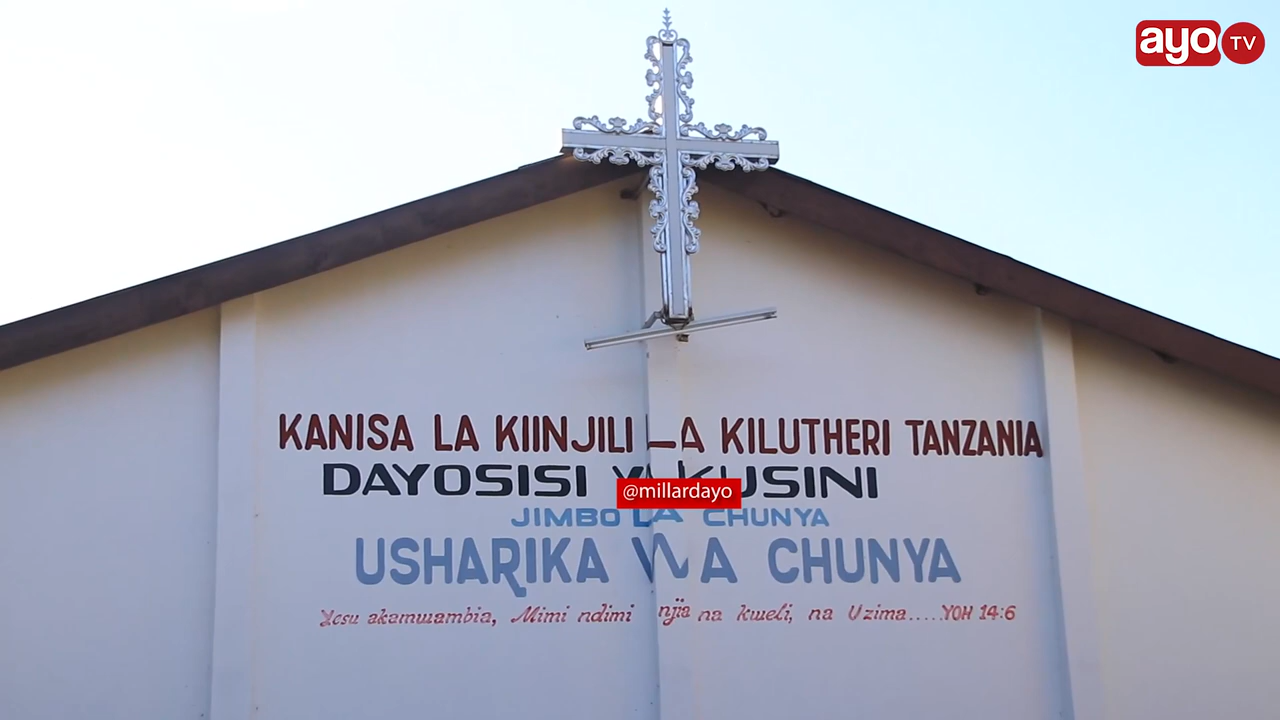 ayo TV
KANISA LA KIINJILI LA KILUTHERI TANZANIA
DAYOSISI YA KUSINI
@millardayo
JIMBO LA CHUNYA
USHARIKA WA CHUNYA
Yesu akamwambia, Mimi ndimi njia na kweli, na Uzima.....YOH 14:6